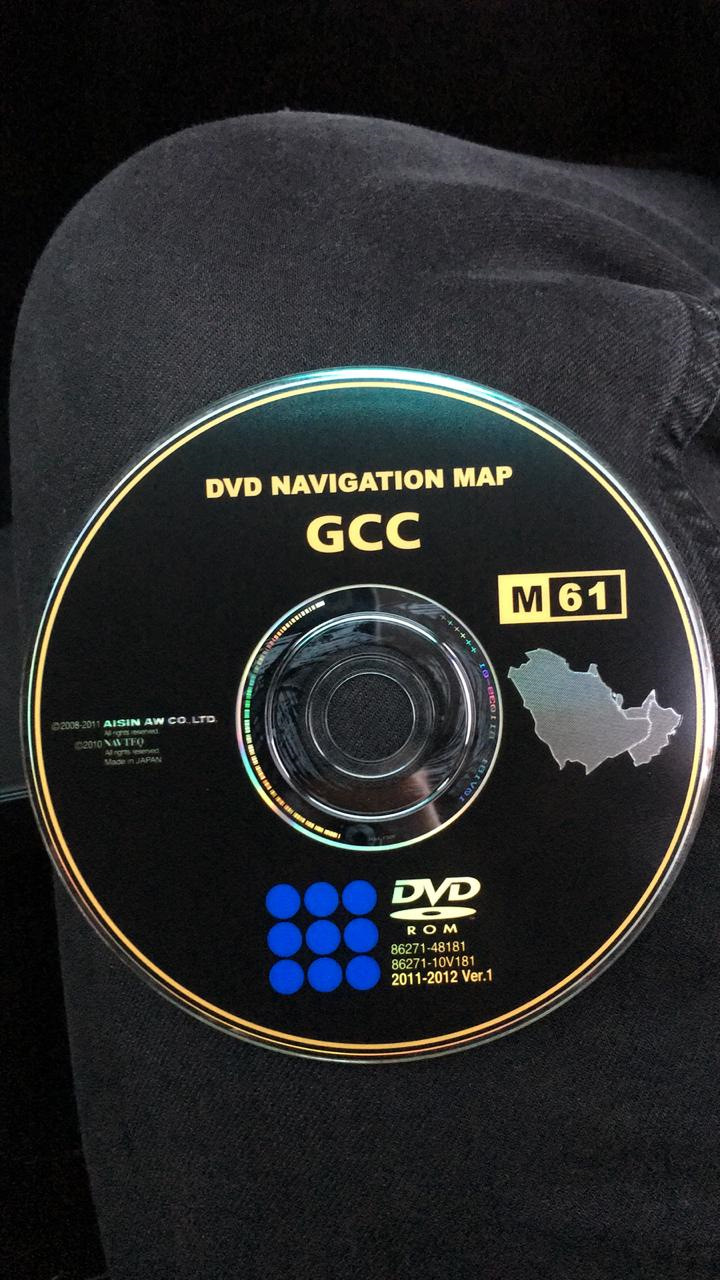 DVD NAVIGATION MAP
GCC
M 61
©2008-2011 AISIN AW CO.,LTD.
All rights reserved.
©2010 NAVTEQ
All rights reserved.
Made in JAPAN
DVD
ROM
86271-48181
86271-10V181
2011-2012 Ver.1